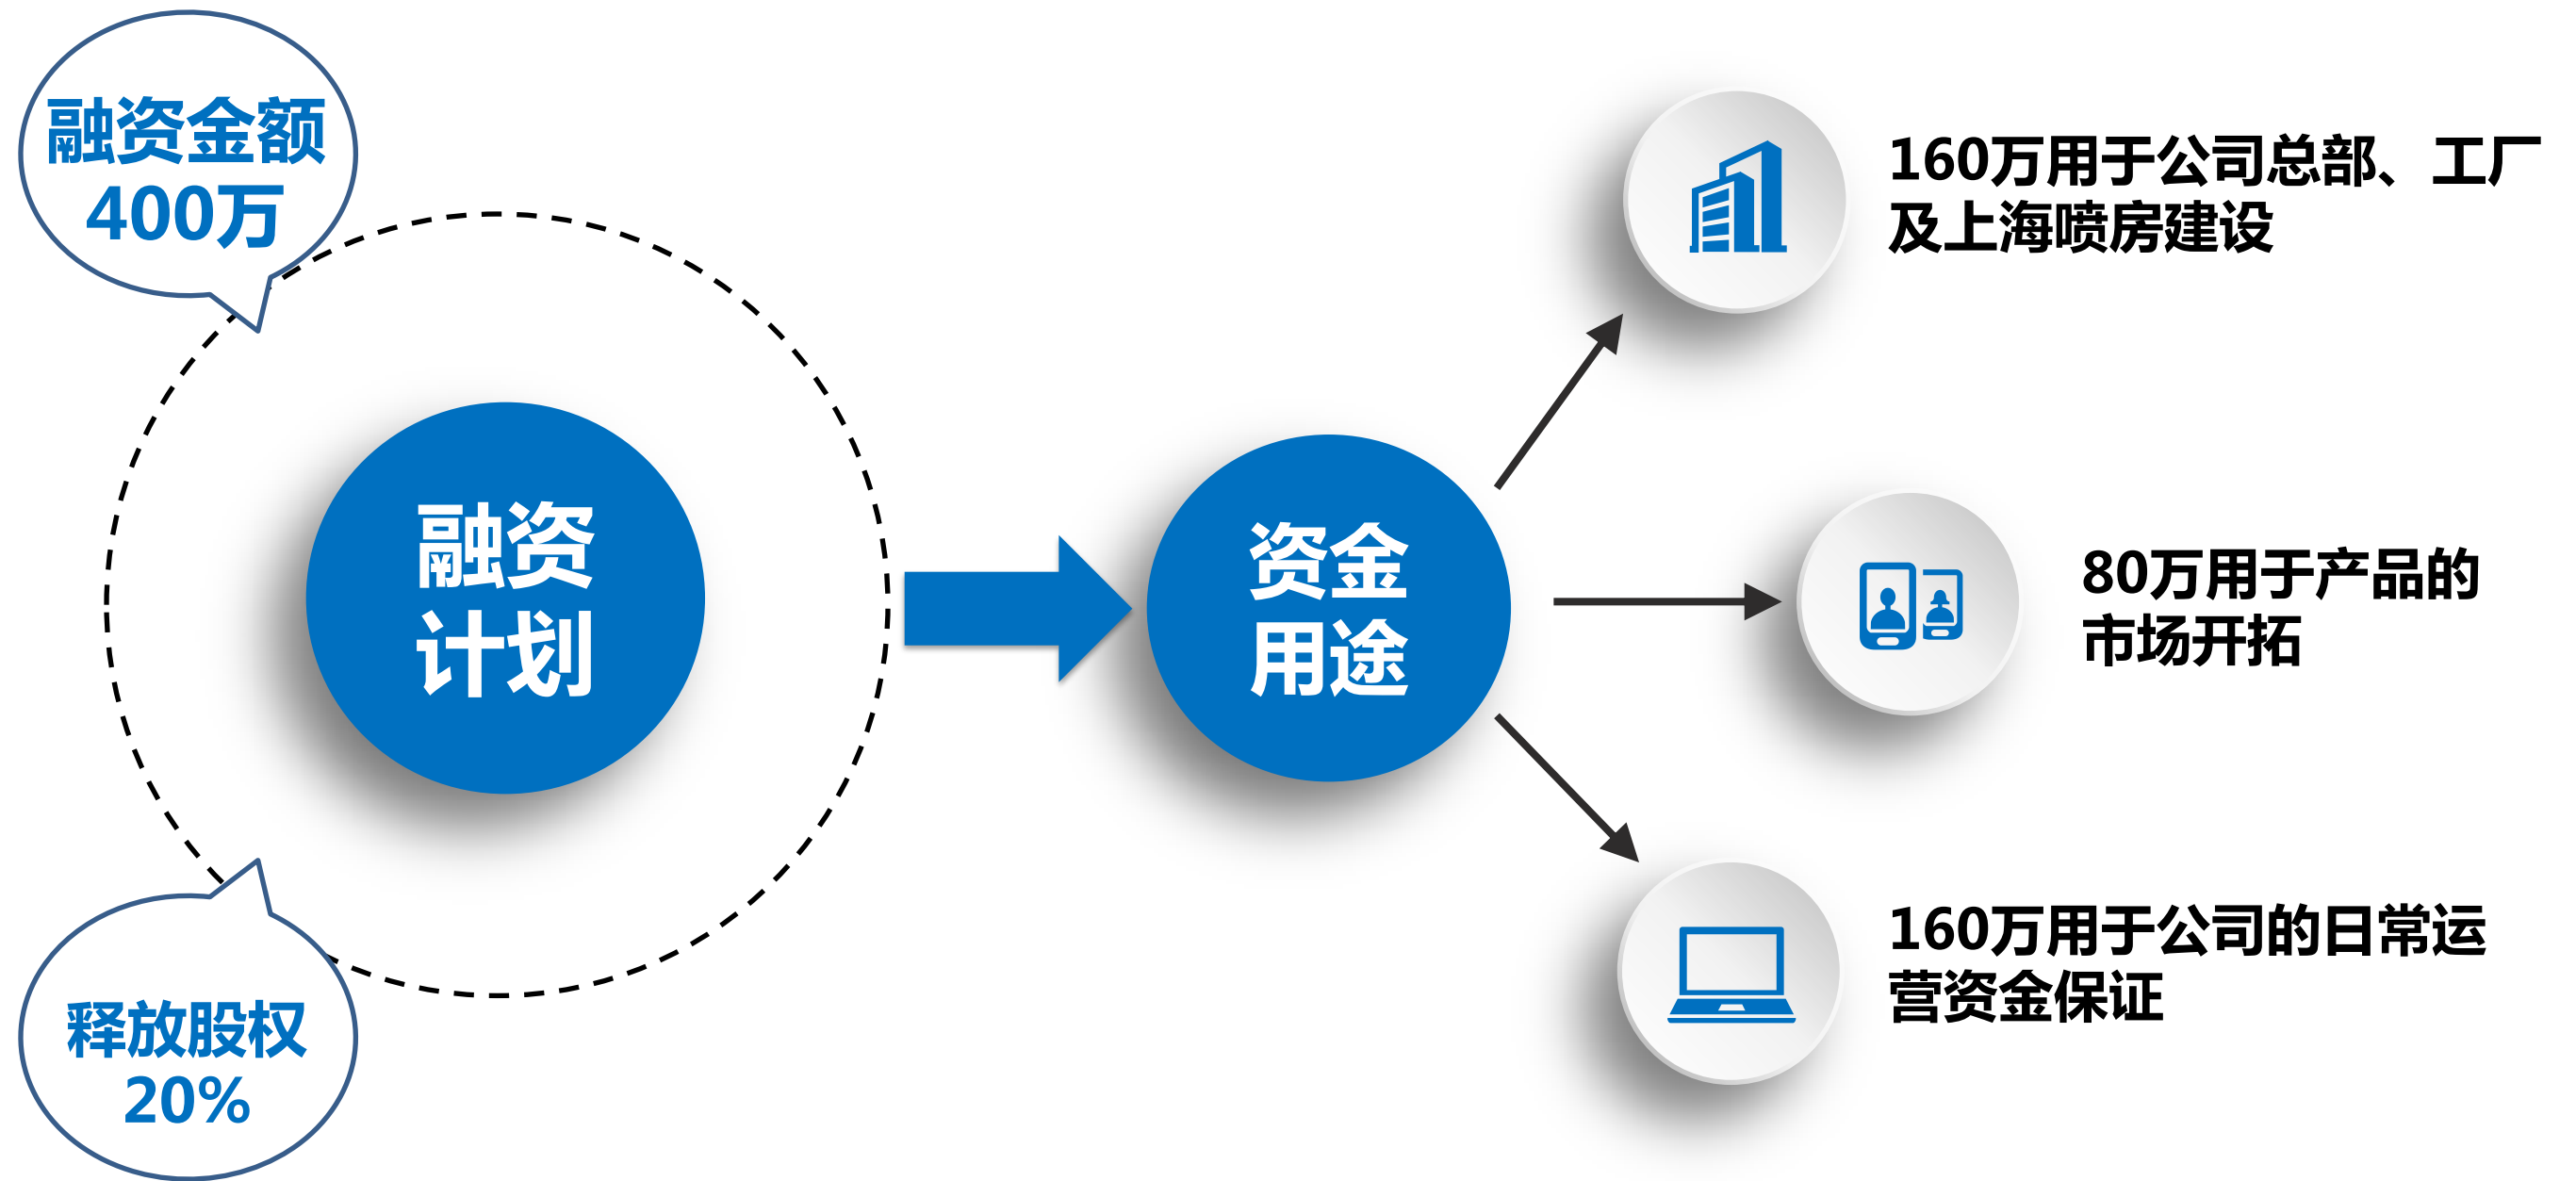 融资金额
400万
融资
计划
释放股权
20%
资金
用途
160万用于公司总部、工厂
及上海喷房建设
80万用于产品的
市场开拓
160万用于公司的日常运
营资金保证